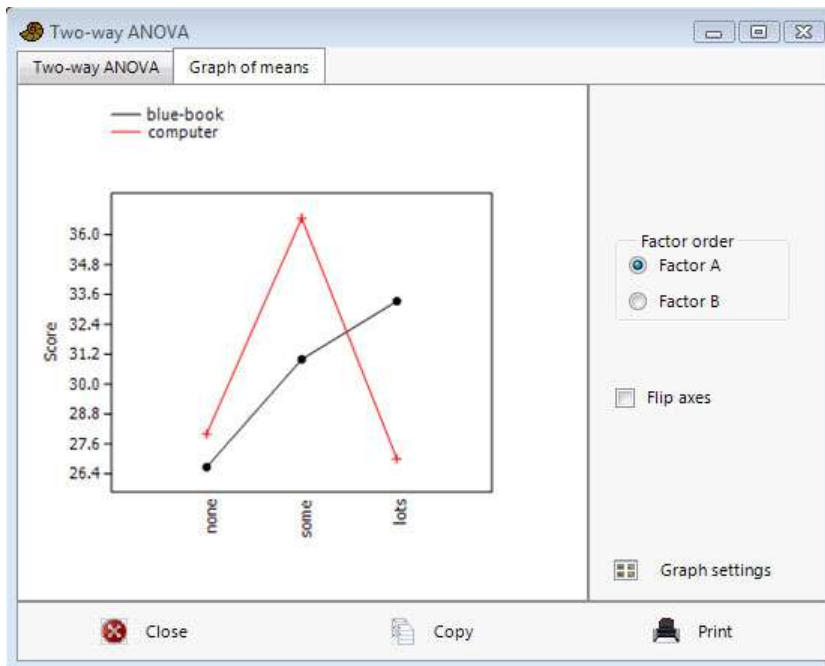 Two-way ANOVA
Two-way ANOVA Graph of means
blue-book
computer
36.0
34.8
33.6
32.4
31.2
30.0
28.8
27.6
26.4
Score
none
some
lots
Factor order
Factor A
Factor B
Flip axes
Graph settings
Close Copy Print